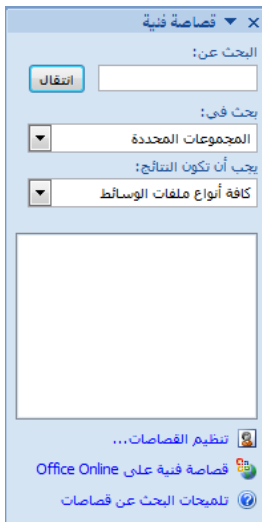 قصاصة فنية
البحث عن:
انتقال
بحث في:
المجموعات المحددة
يجب أن تكون النتائج:
كافة أنواع ملفات الوسائط
تنظيم القصاصات...
قصاصة فنية على Office Online
تلميحات البحث عن قصاصات